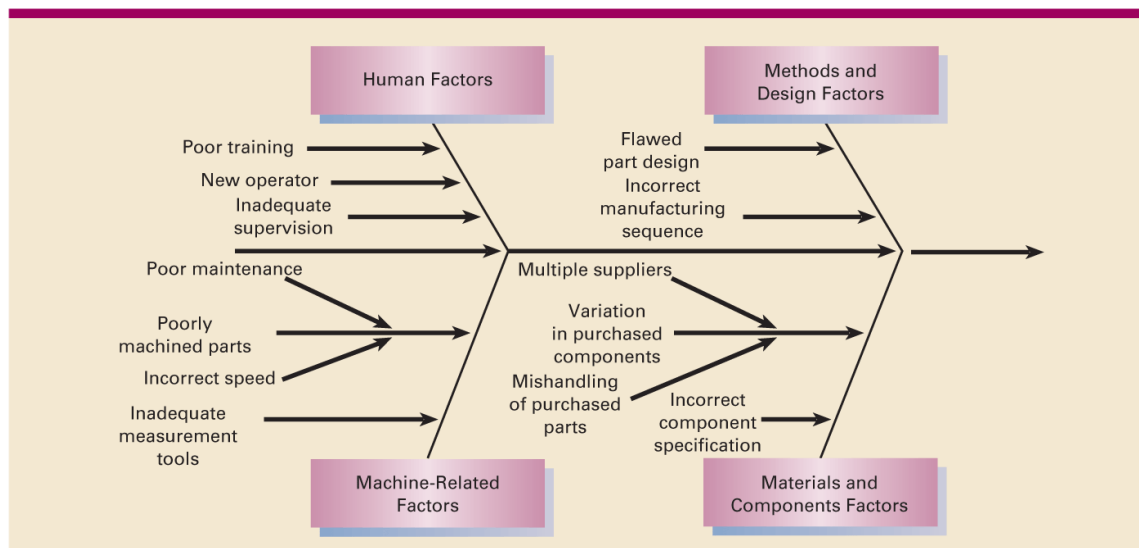 Human Factors
Methods and
Design Factors
Poor training
New operator
Inadequate
supervision
Flawed
part design
Incorrect
manufacturing
sequence
Poor maintenance
Poorly
machined parts
Incorrect speed
Inadequate
measurement
tools
Multiple suppliers
Variation
in purchased
components
Mishandling
of purchased
parts
Incorrect
component
specification
Machine-Related
Factors
Materials and
Components Factors